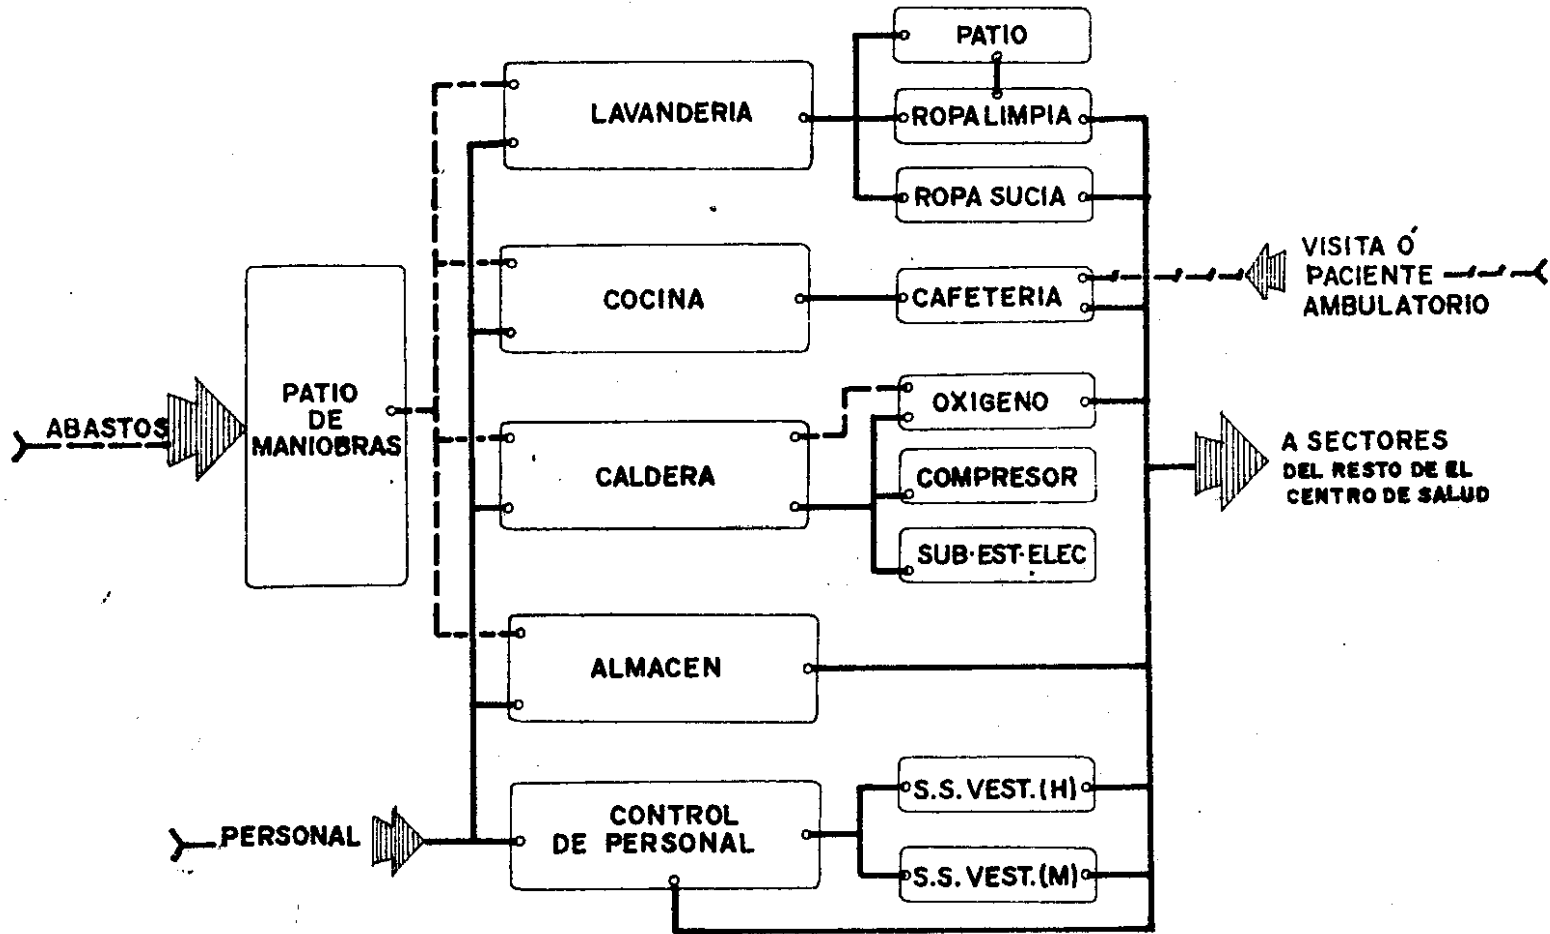 PATIO
LAVANDERIA
ROPA LIMPIA
ROPA SUCIA
VISITA Ó
PACIENTE
AMBULATORIO
COCINA
CAFETERIA
PATIO
DE
MANIOBRAS
ABASTOS
OXIGENO
CALDERA
COMPRESOR
SUB·EST·ELEC
A SECTORES
DEL RESTO DE EL
CENTRO DE SALUD
ALMACEN
PERSONAL
CONTROL
DE PERSONAL
S.S. VEST.(H)
S.S. VEST.(M)